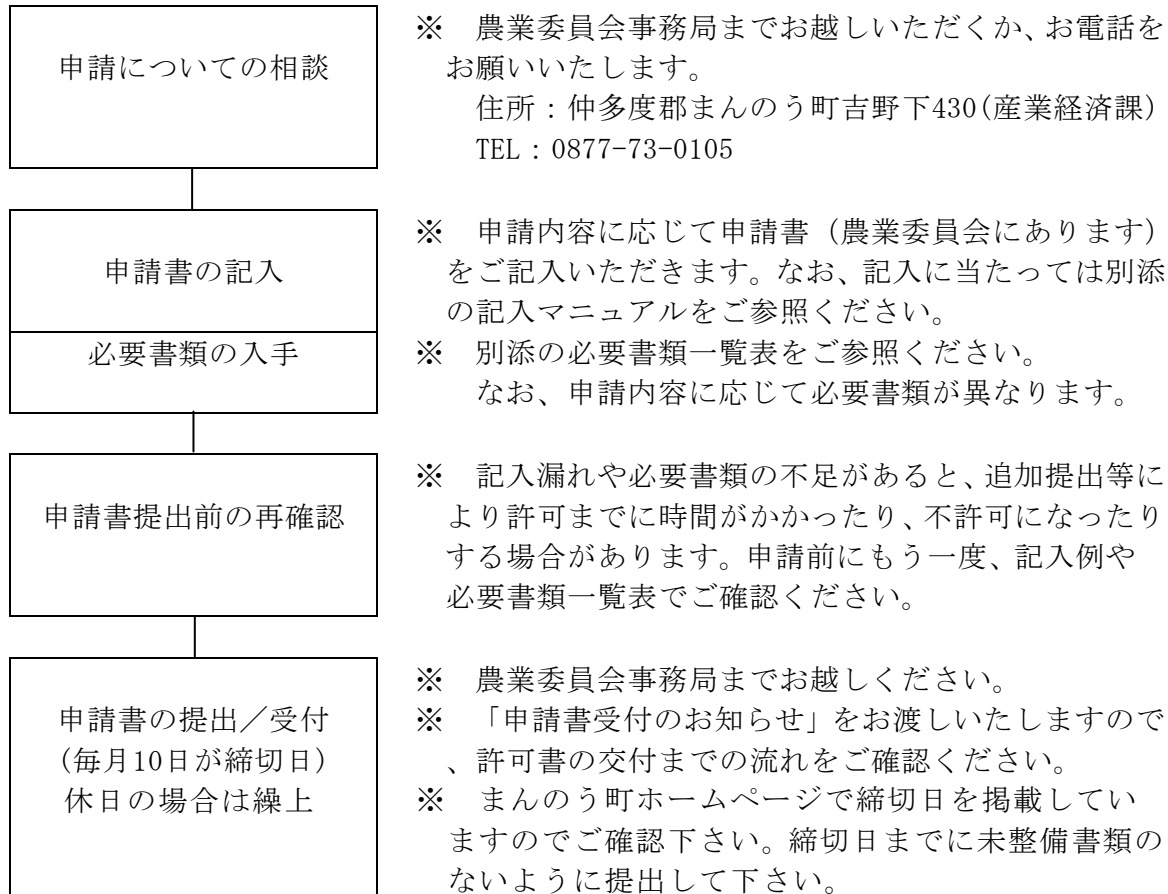 申請についての相談
※ 農業委員会事務局までお越しいただくか、お電話を
お願いいたします。
住所：仲多度郡まんのう町吉野下430(産業経済課)
TEL：0877-73-0105
申請書の記入
※ 申請内容に応じて申請書（農業委員会にあります）
をご記入いただきます。なお、記入に当たっては別添
の記入マニュアルをご参照ください。
必要書類の入手
※ 別添の必要書類一覧表をご参照ください。
なお、申請内容に応じて必要書類が異なります。
申請書提出前の再確認
※ 記入漏れや必要書類の不足があると、追加提出等に
より許可までに時間がかかったり、不許可になったり
する場合があります。申請前にもう一度、記入例や
必要書類一覧表でご確認ください。
申請書の提出／受付
(毎月10日が締切日)
休日の場合は繰上
※ 農業委員会事務局までお越しください。
※ 「申請書受付のお知らせ」をお渡しいたしますので
、許可書の交付までの流れをご確認ください。
※ まんのう町ホームページで締切日を掲載してい
ますのでご確認下さい。締切日までに未整備書類の
ないように提出して下さい。